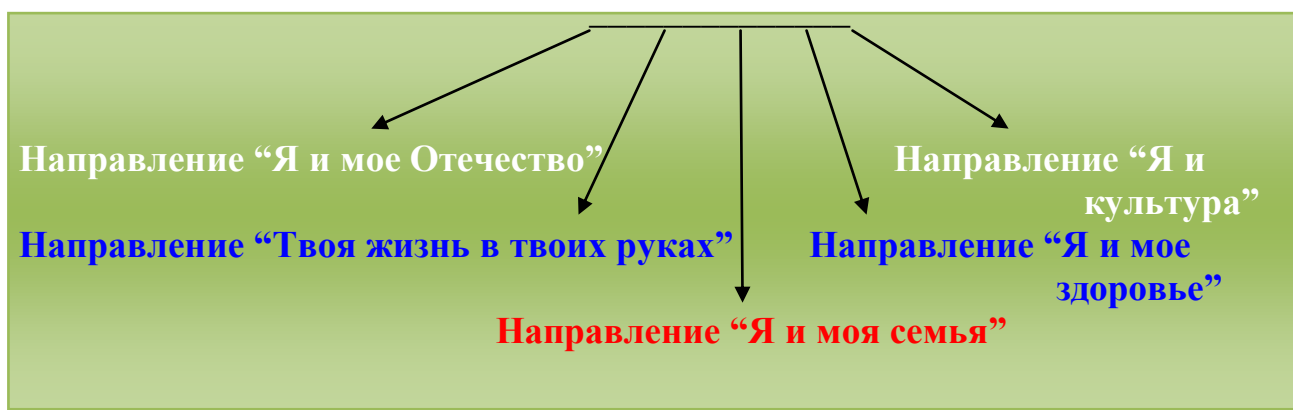 Направление “Я и мое Отечество”
Направление “Я и
культура”
Направление “Твоя жизнь в твоих руках”
Направление “Я и мое
здоровье”
Направление “Я и моя семья”